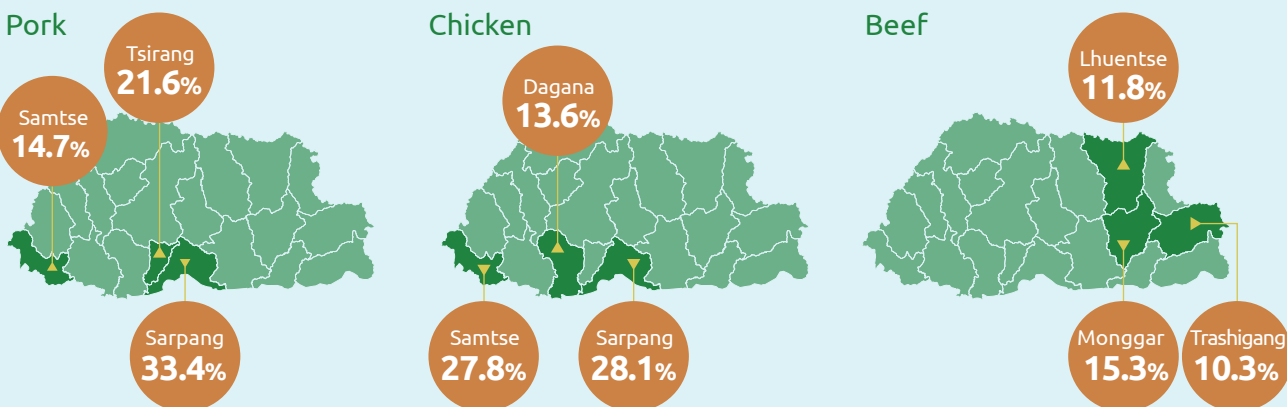 Pork
Samtse
14.7%
Tsirang
21.6%
Sarpang
33.4%
Chicken
Dagana
13.6%
Samtse
27.8%
Sarpang
28.1%
Beef
Lhuentse
11.8%
Monggar
15.3%
Trashigang
10.3%